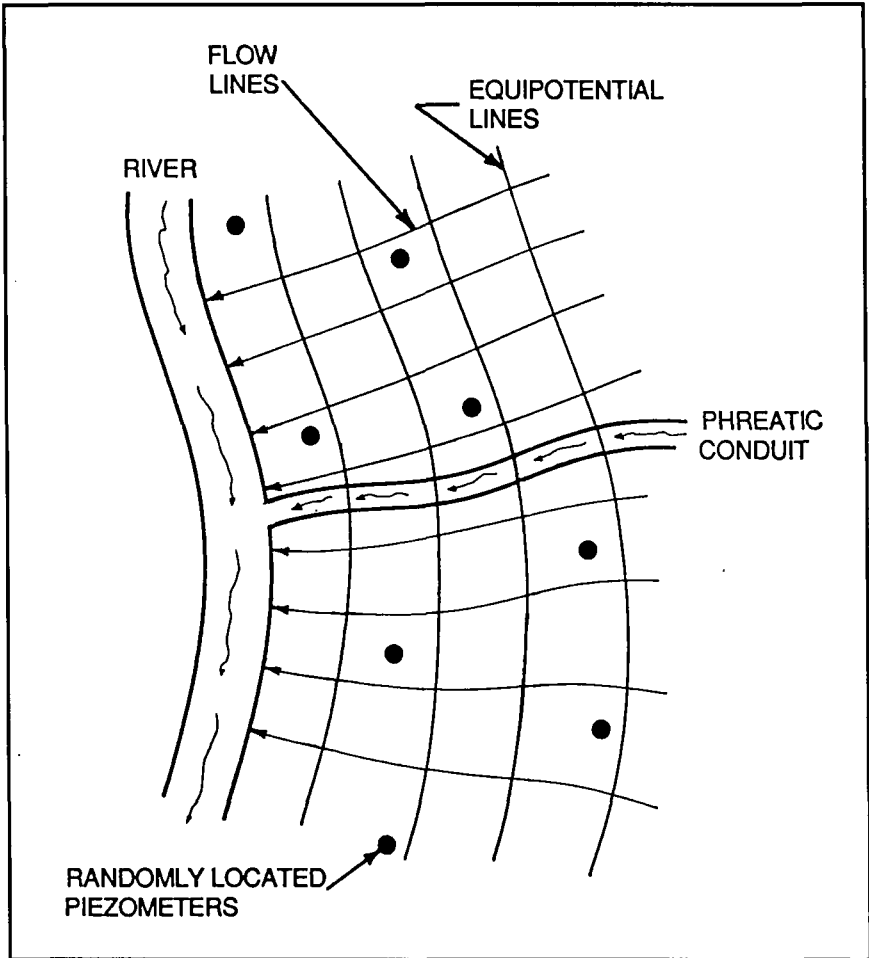 FLOW
LINES
EQUIPOTENTIAL
LINES
RIVER
PHREATIC
CONDUIT
RANDOMLY LOCATED
PIEZOMETERS